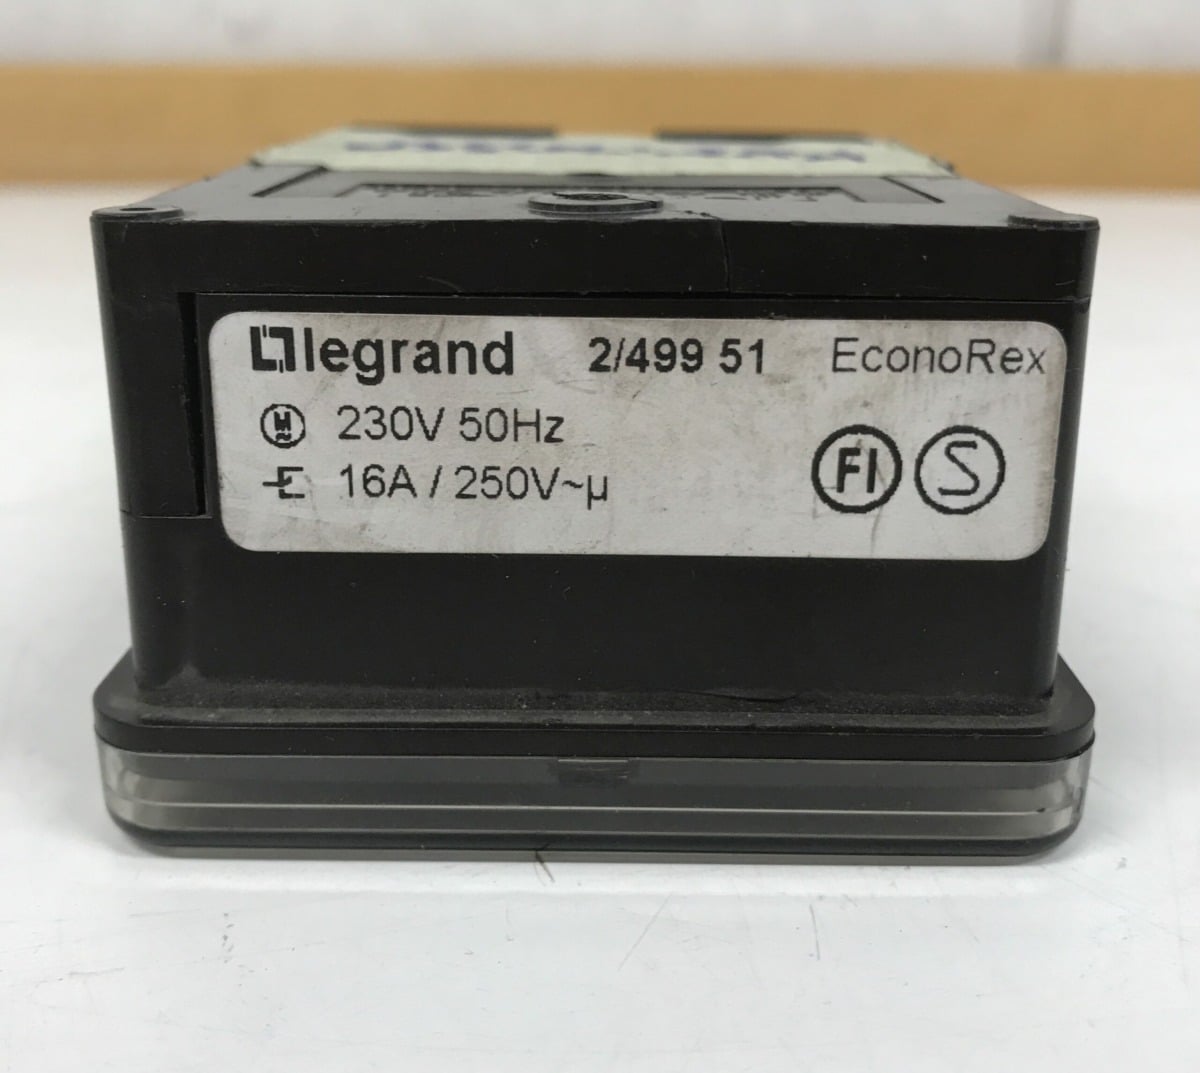 legrand 2/499 51 EconoRex
M 230V 50Hz
16A / 250V~µ
FI S